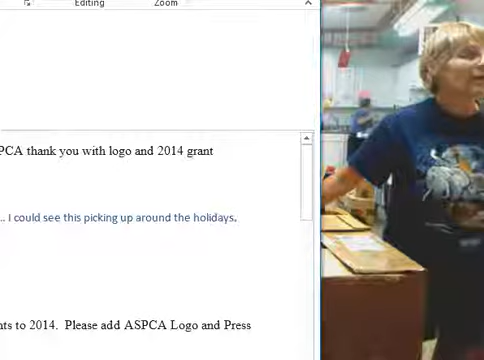 Editing Zoom
PCA thank you with logo and 2014 grant
.. I could see this picking up around the holidays.
nts to 2014. Please add ASPCA Logo and Press